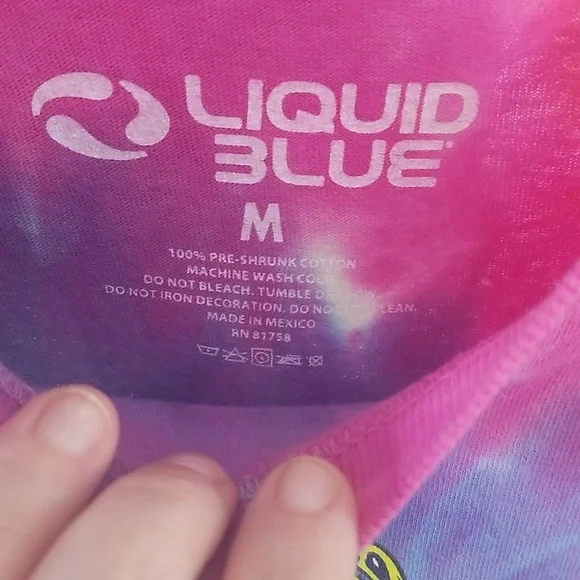 LIQUID
BLUE
M
100% PRE-SHRUNK COTTON
MACHINE WASH COLD.
DO NOT BLEACH. TUMBLE
DO NOT IRON DECORATION. DO
MADE IN MEXICO
RN 81758